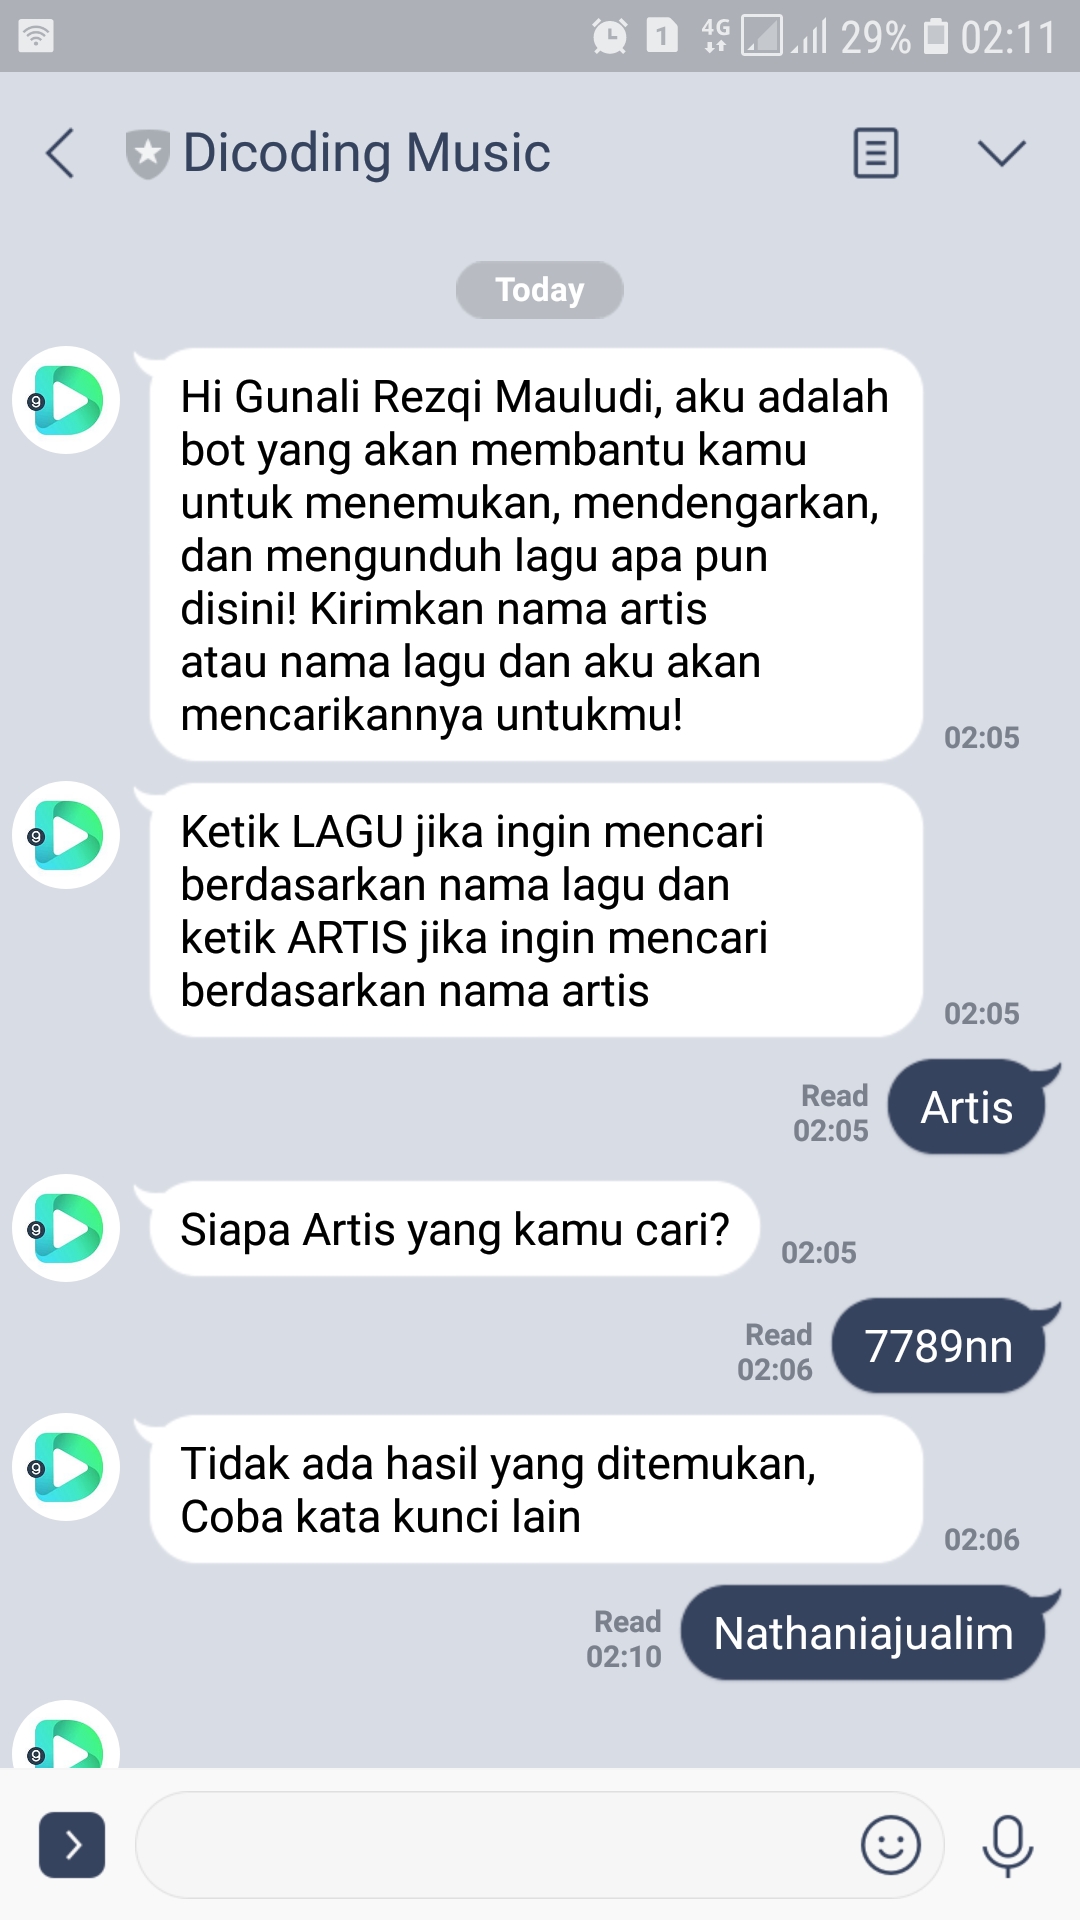 4G
1
29%
02:11
Dicoding Music
Today
Hi Gunali Rezqi Mauludi, aku adalah
bot yang akan membantu kamu
untuk menemukan, mendengarkan,
dan mengunduh lagu apa pun
disini! Kirimkan nama artis
atau nama lagu dan aku akan
mencarikannya untukmu!
02:05
Ketik LAGU jika ingin mencari
berdasarkan nama lagu dan
ketik ARTIS jika ingin mencari
berdasarkan nama artis
02:05
Read
02:05
Artis
Siapa Artis yang kamu cari?
02:05
Read
02:06
7789nn
Tidak ada hasil yang ditemukan,
Coba kata kunci lain
02:06
Read
02:10
Nathaniajualim